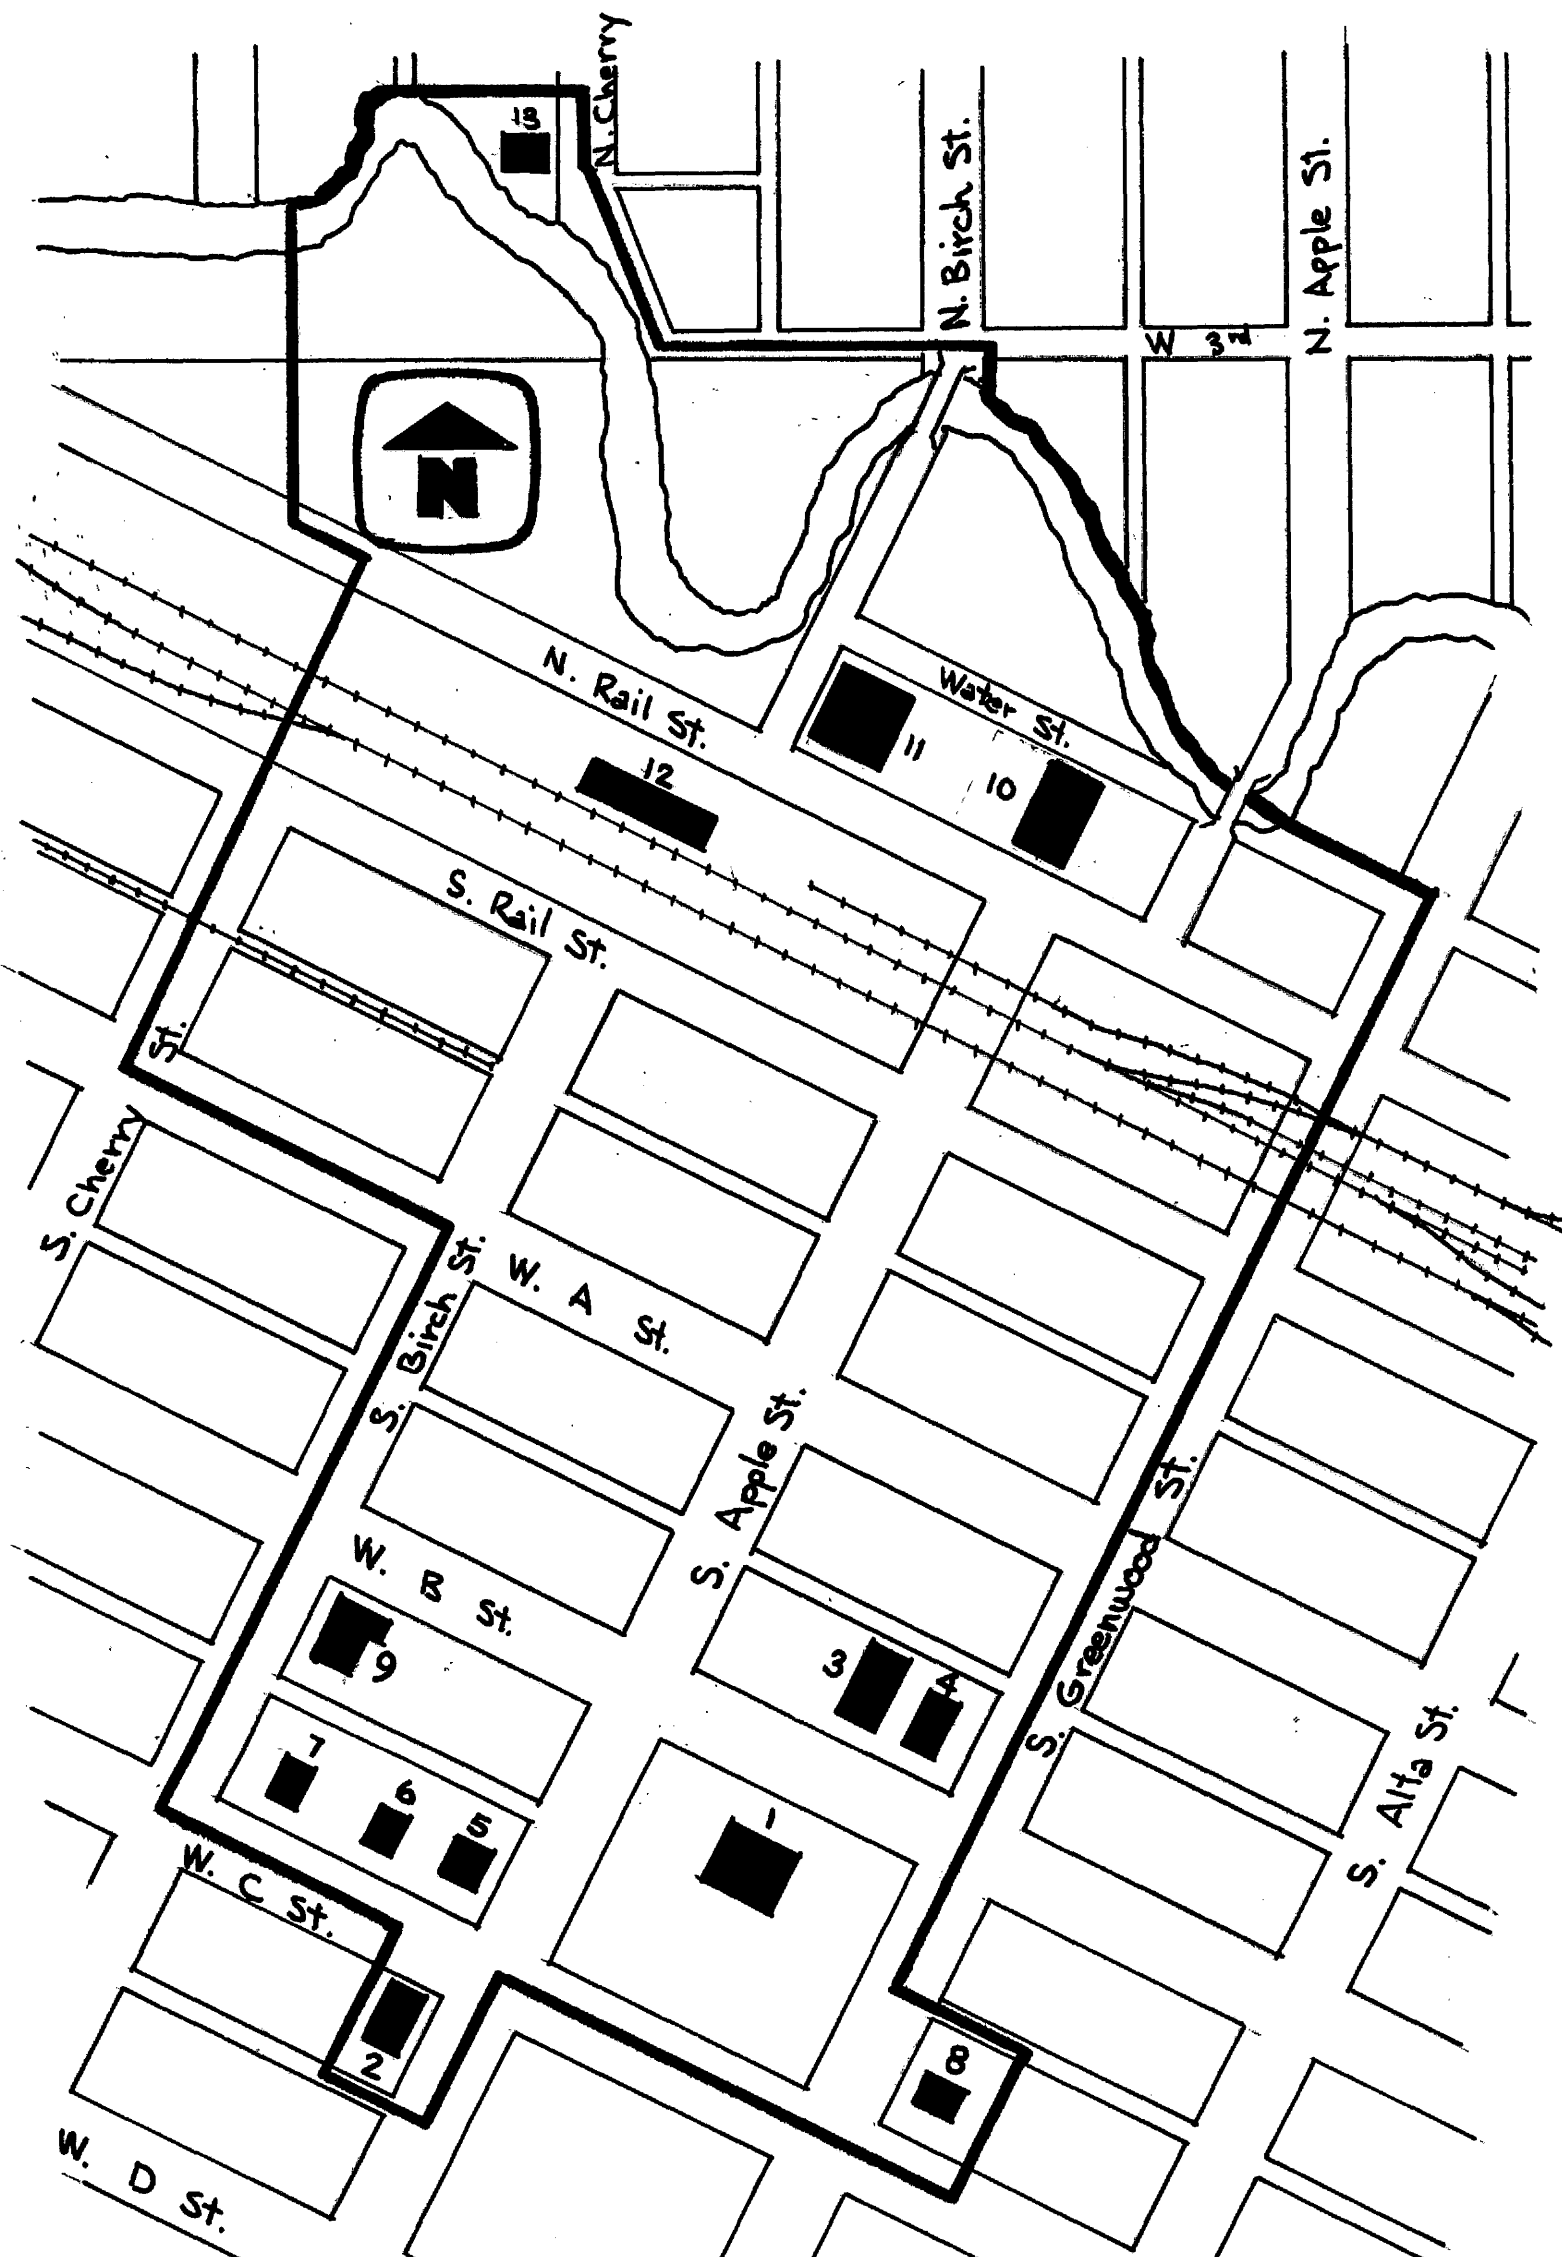 N. Cherry
13
N. Birch St.
N. Apple St.
W 3rd
N
N. Rail St.
Water St.
11
12
10
S. Rail St.
S. Cherry St.
W. A St.
S. Birch St.
S. Apple St.
W. B St.
S. Greenwood St.
9
3
4
S. Alta St.
7
6
5
1
W. C St.
2
8
W. D St.